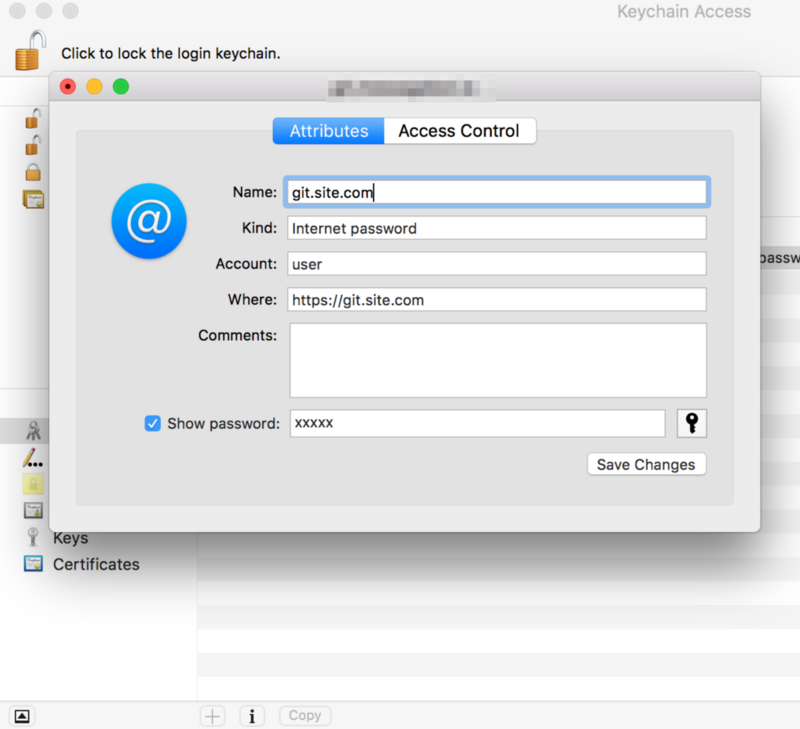 Keychain Access
Click to lock the login keychain.
Attributes
Access Control
Name: git.site.com
Kind: Internet password
Account: user
Where: https://git.site.com
passw
Comments:
Show password: xxxxx
Save Changes
Keys
Certificates
Copy